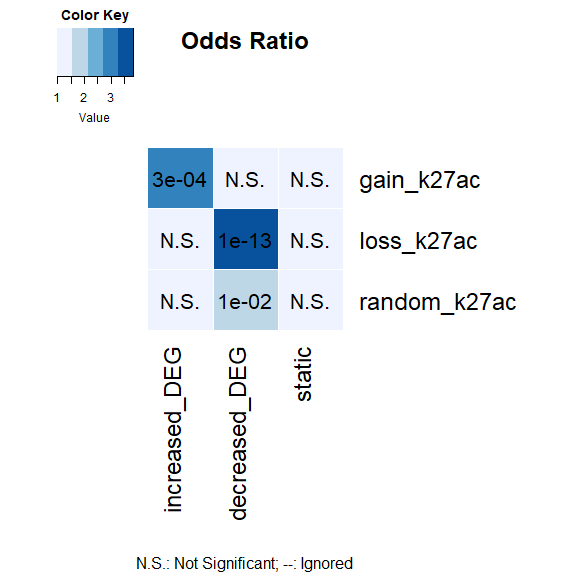 Color Key
Odds Ratio
1 2 3
Value
3e-04 N.S. N.S. gain_k27ac
N.S. 1e-13 N.S. loss_k27ac
N.S. 1e-02 N.S. random_k27ac
increased_DEG
decreased_DEG
static
N.S.: Not Significant; --: Ignored